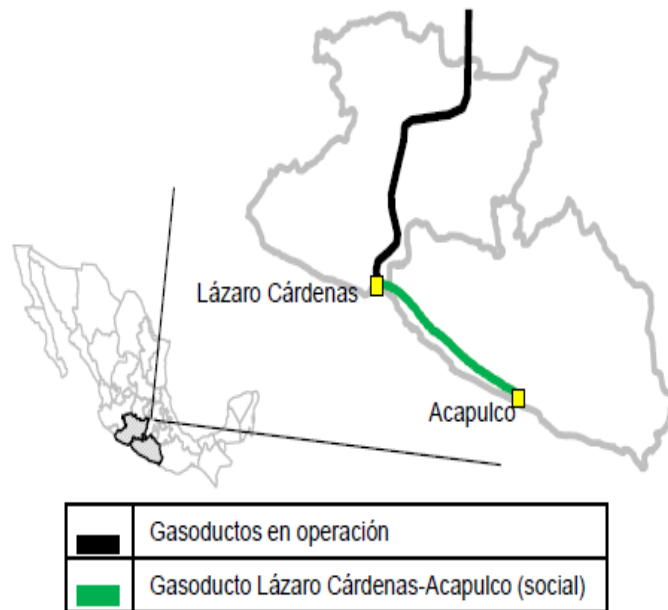 Lázaro Cárdenas
Acapulco
Gasoductos en operación
Gasoducto Lázaro Cárdenas-Acapulco (social)